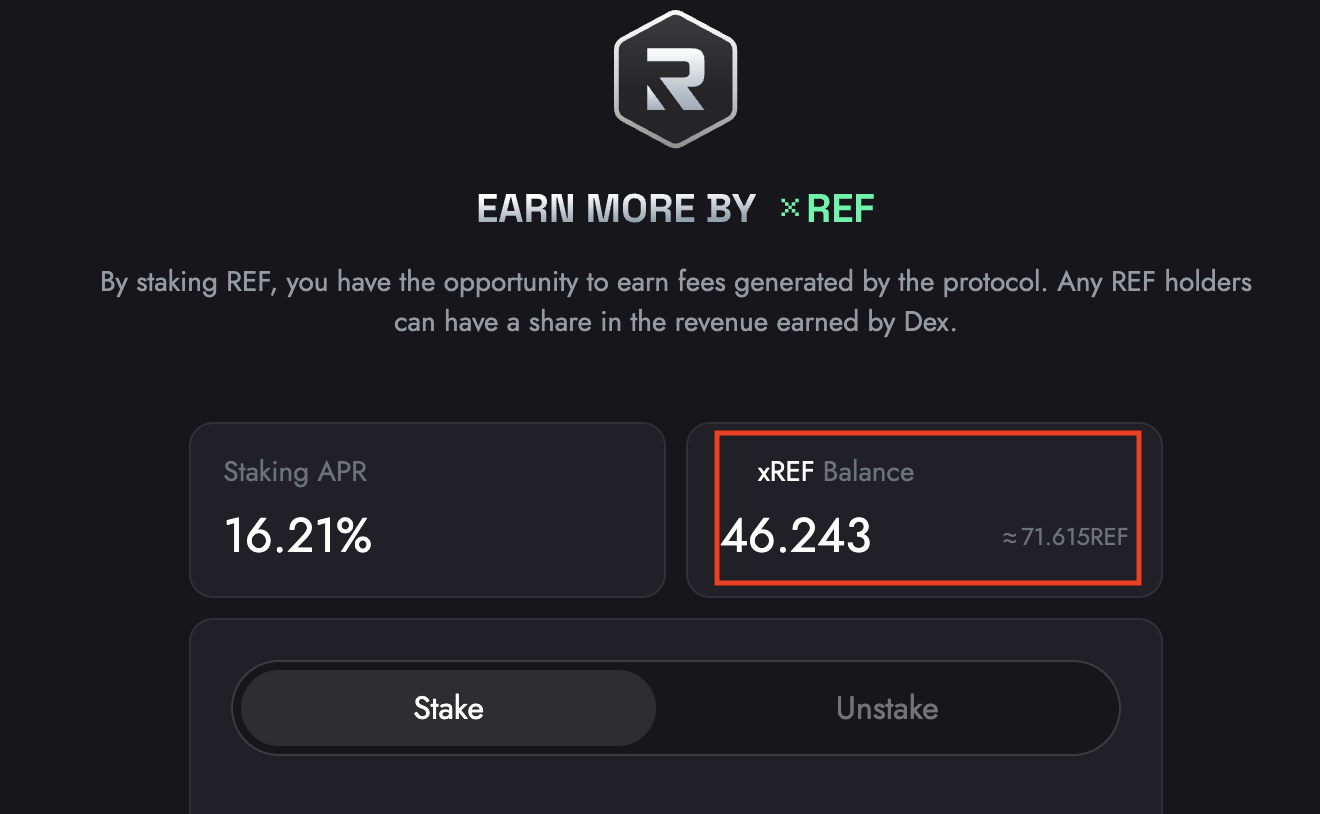 R
EARN MORE BY xREF
By staking REF, you have the opportunity to earn fees generated by the protocol. Any REF holders
can have a share in the revenue earned by Dex.
Staking APR
16.21%
xREF Balance
46.243
≈71.615REF
Stake
Unstake